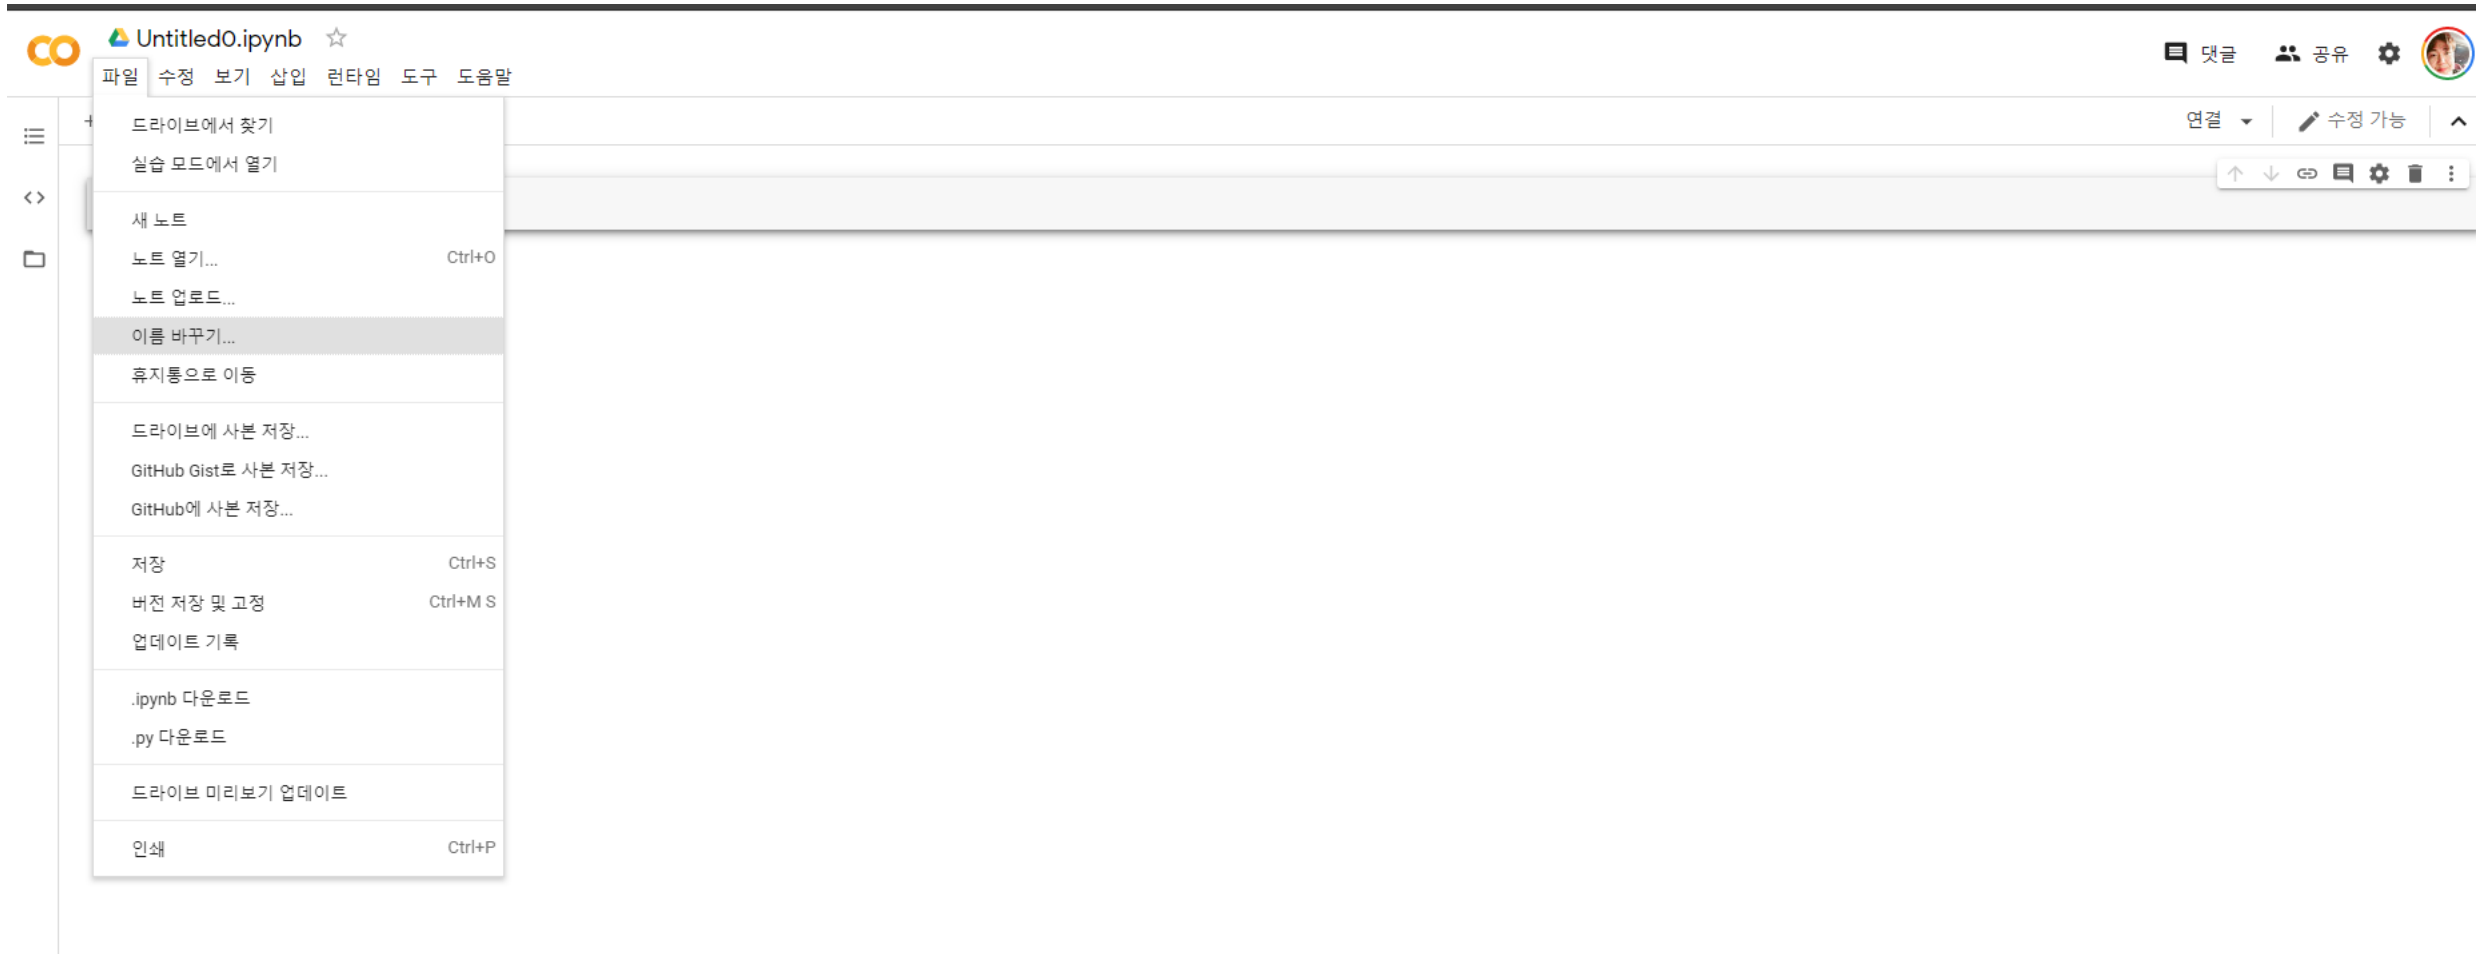 Untitled0.ipynb
파일 수정 보기 삽입 런타임 도구 도움말
댓글 공유
연결 수정 가능
드라이브에서 찾기
실습 모드에서 열기
새 노트
노트 열기... Ctrl+O
노트 업로드...
이름 바꾸기...
휴지통으로 이동
드라이브에 사본 저장...
GitHub Gist로 사본 저장...
GitHub에 사본 저장...
저장 Ctrl+S
버전 저장 및 고정 Ctrl+M S
업데이트 기록
.ipynb 다운로드
.py 다운로드
드라이브 미리보기 업데이트
인쇄 Ctrl+P